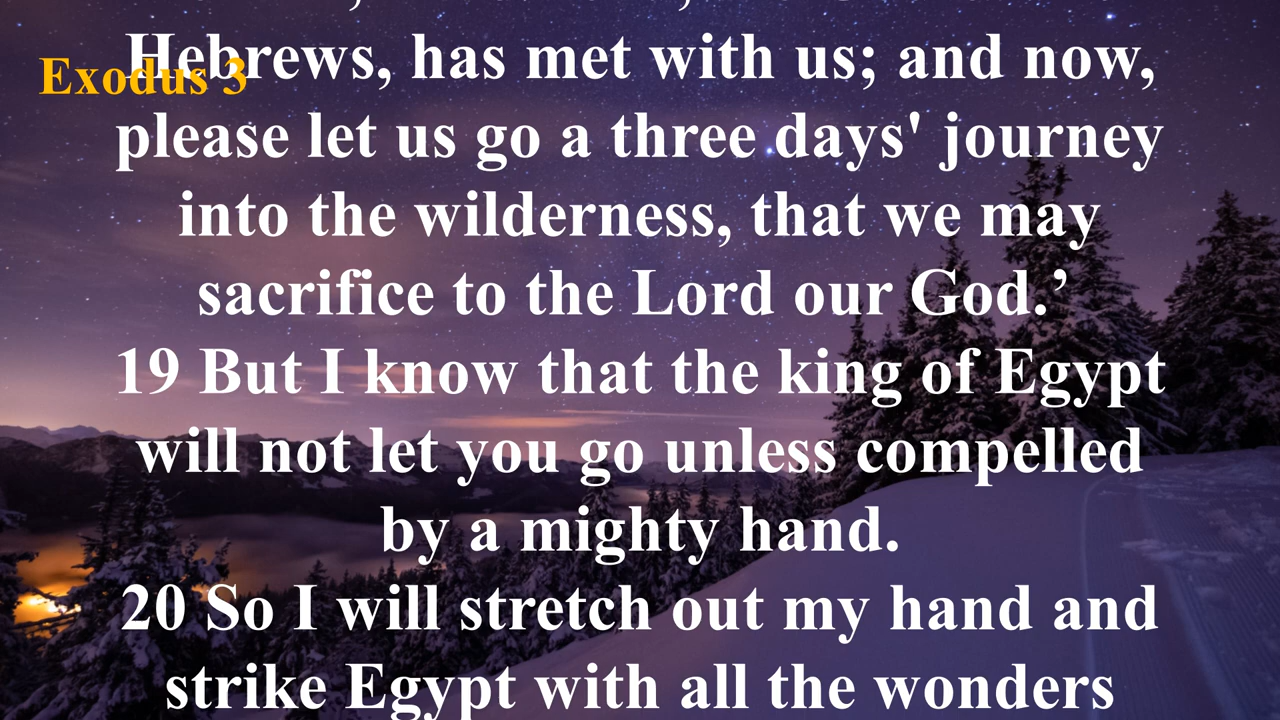 Exodus 3
Hebrews, has met with us; and now,
please let us go a three days' journey
into the wilderness, that we may
sacrifice to the Lord our God.’
19 But I know that the king of Egypt
will not let you go unless compelled
by a mighty hand.
20 So I will stretch out my hand and
strike Egypt with all the wonders